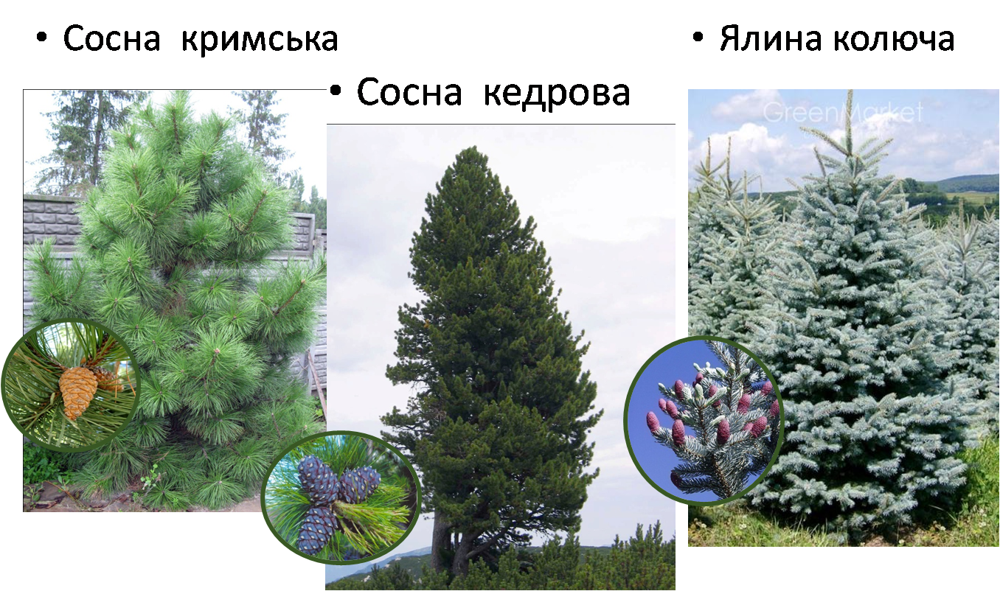 • Сосна кримська
• Ялина колюча
• Сосна кедрова
GreenMarket